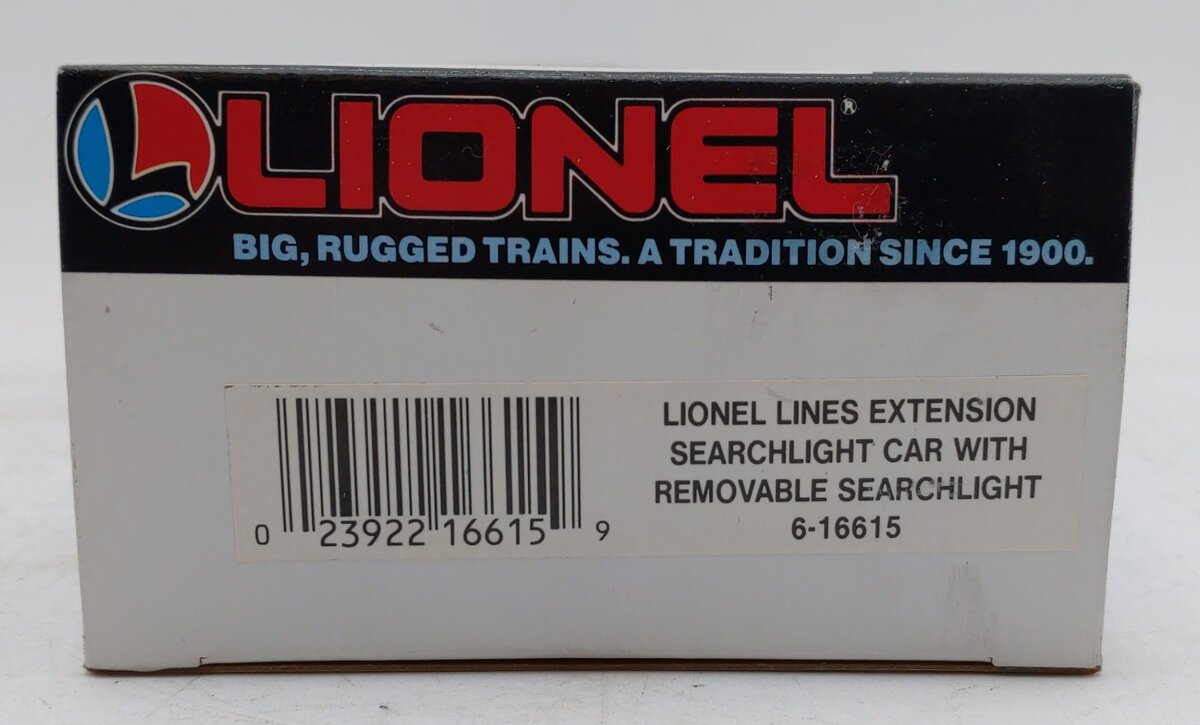 LIONEL®
BIG, RUGGED TRAINS. A TRADITION SINCE 1900.
LIONEL LINES EXTENSION
SEARCHLIGHT CAR WITH
REMOVABLE SEARCHLIGHT
6-16615
0 23922 16615 9